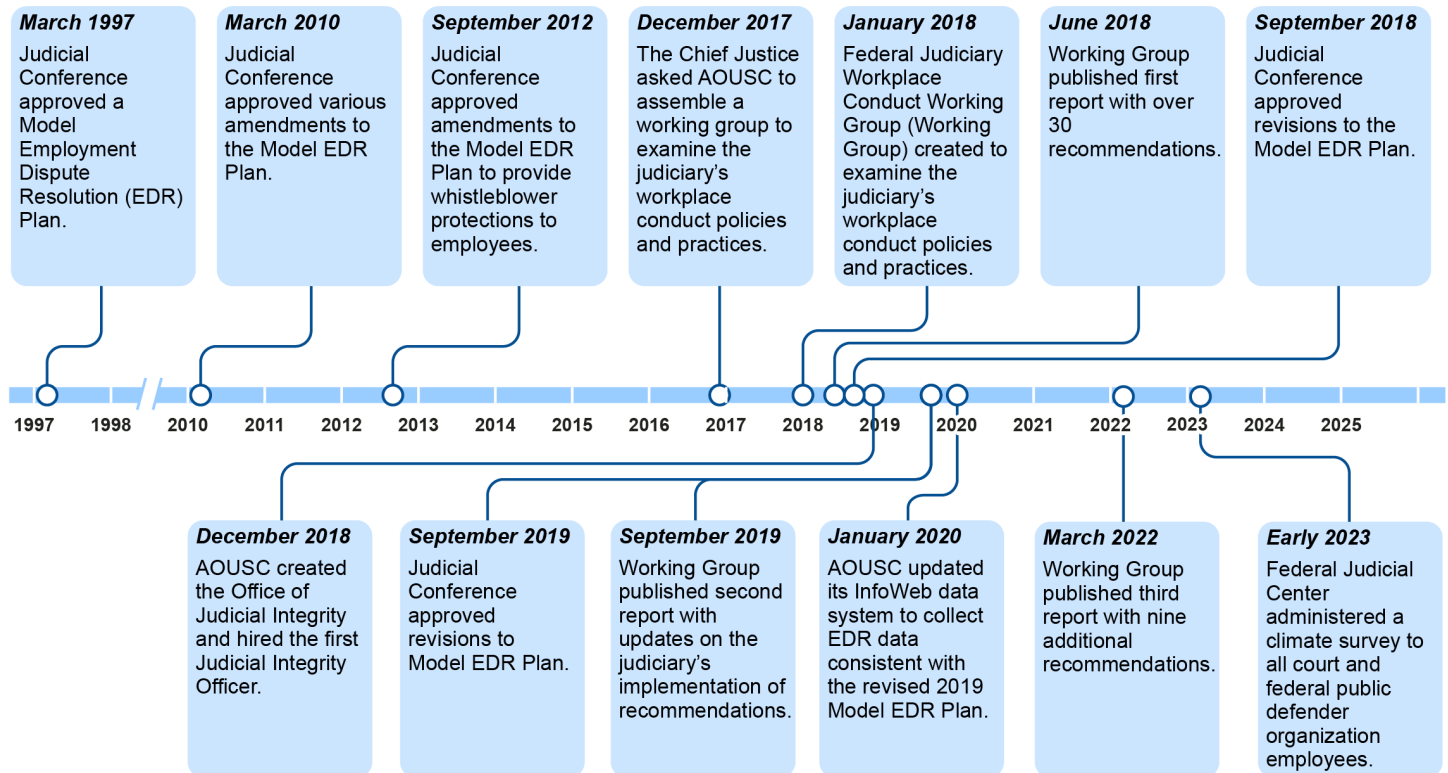 March 1997
Judicial
Conference
approved a
Model
Employment
Dispute
Resolution (EDR)
Plan.
March 2010
Judicial
Conference
approved various
amendments to
the Model EDR
Plan.
September 2012
Judicial
Conference
approved
amendments to
the Model EDR
Plan to provide
whistleblower
protections to
employees.
December 2017
The Chief Justice
asked AOUSC to
assemble a
working group to
examine the
judiciary’s
workplace
conduct policies
and practices.
January 2018
Federal Judiciary
Workplace
Conduct Working
Group (Working
Group) created to
examine the
judiciary’s
workplace
conduct policies
and practices.
June 2018
Working Group
published first
report with over
30
recommendations.
September 2018
Judicial
Conference
approved
revisions to the
Model EDR Plan.
1997 1998 2010 2011 2012 2013 2014 2015 2016 2017 2018 2019 2020 2021 2022 2023 2024 2025
December 2018
AOUSC created
the Office of
Judicial Integrity
and hired the first
Judicial Integrity
Officer.
September 2019
Judicial
Conference
approved
revisions to
Model EDR Plan.
September 2019
Working Group
published second
report with
updates on the
judiciary’s
implementation of
recommendations.
January 2020
AOUSC updated
its InfoWeb data
system to collect
EDR data
consistent with
the revised 2019
Model EDR Plan.
March 2022
Working Group
published third
report with nine
additional
recommendations.
Early 2023
Federal Judicial
Center
administered a
climate survey to
all court and
federal public
defender
organization
employees.